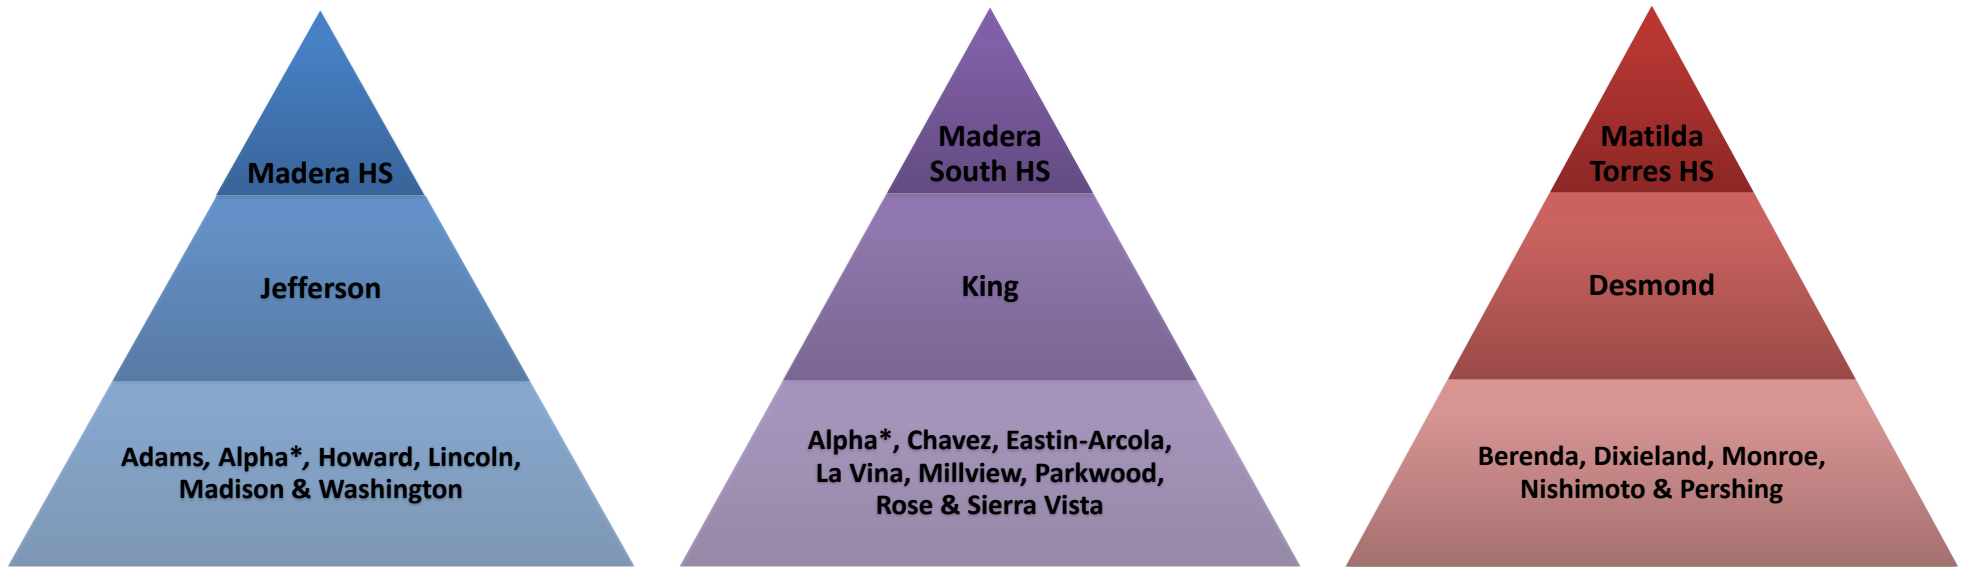 Madera HS
Jefferson
Adams, Alpha*, Howard, Lincoln,
Madison & Washington
Madera
South HS
King
Alpha*, Chavez, Eastin-Arcola,
La Vina, Millview, Parkwood,
Rose & Sierra Vista
Matilda
Torres HS
Desmond
Berenda, Dixieland, Monroe,
Nishimoto & Pershing